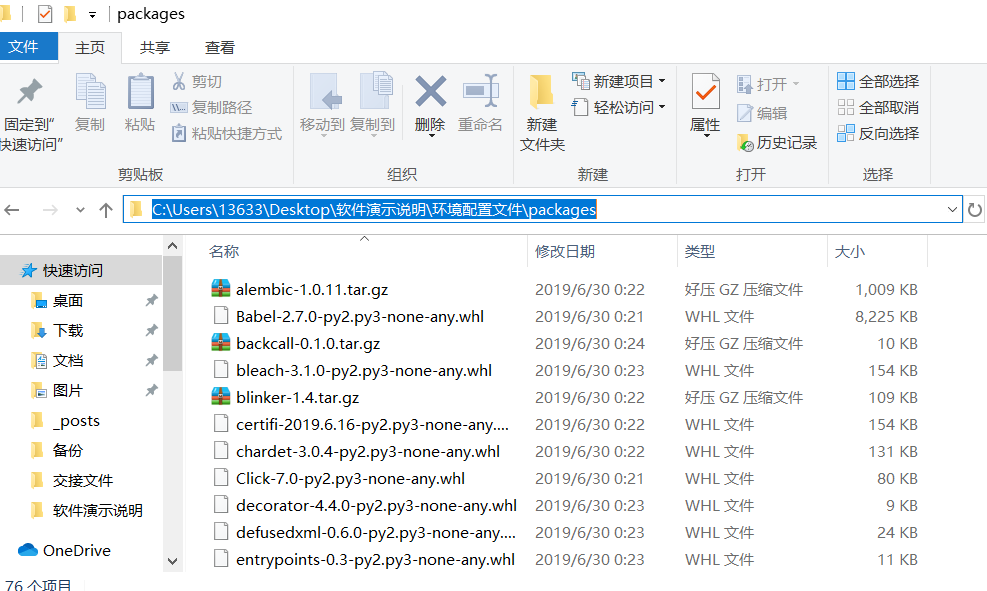 packages
文件 主页 共享 查看
固定到"快速访问" 复制 粘贴 剪切 复制路径 粘贴快捷方式 移动到 复制到 删除 重命名 新建文件夹 新建项目 轻松访问 属性 打开 编辑 历史记录 全部选择 全部取消 反向选择
剪贴板 组织 新建 打开 选择
C:\Users\13633\Desktop\软件演示说明\环境配置文件\packages
名称 修改日期 类型 大小
快速访问
桌面
下载
文档
图片
_posts
备份
交接文件
软件演示说明
OneDrive
alembic-1.0.11.tar.gz 2019/6/30 0:22 好压 GZ 压缩文件 1,009 KB
Babel-2.7.0-py2.py3-none-any.whl 2019/6/30 0:21 WHL 文件 8,225 KB
backcall-0.1.0.tar.gz 2019/6/30 0:24 好压 GZ 压缩文件 10 KB
bleach-3.1.0-py2.py3-none-any.whl 2019/6/30 0:23 WHL 文件 154 KB
blinker-1.4.tar.gz 2019/6/30 0:22 好压 GZ 压缩文件 109 KB
certifi-2019.6.16-py2.py3-none-any.... 2019/6/30 0:22 WHL 文件 154 KB
chardet-3.0.4-py2.py3-none-any.whl 2019/6/30 0:22 WHL 文件 131 KB
Click-7.0-py2.py3-none-any.whl 2019/6/30 0:21 WHL 文件 80 KB
decorator-4.4.0-py2.py3-none-any.whl 2019/6/30 0:23 WHL 文件 9 KB
defusedxml-0.6.0-py2.py3-none-any.... 2019/6/30 0:23 WHL 文件 24 KB
entrypoints-0.3-py2.py3-none-any.whl 2019/6/30 0:23 WHL 文件 11 KB
76 个项目